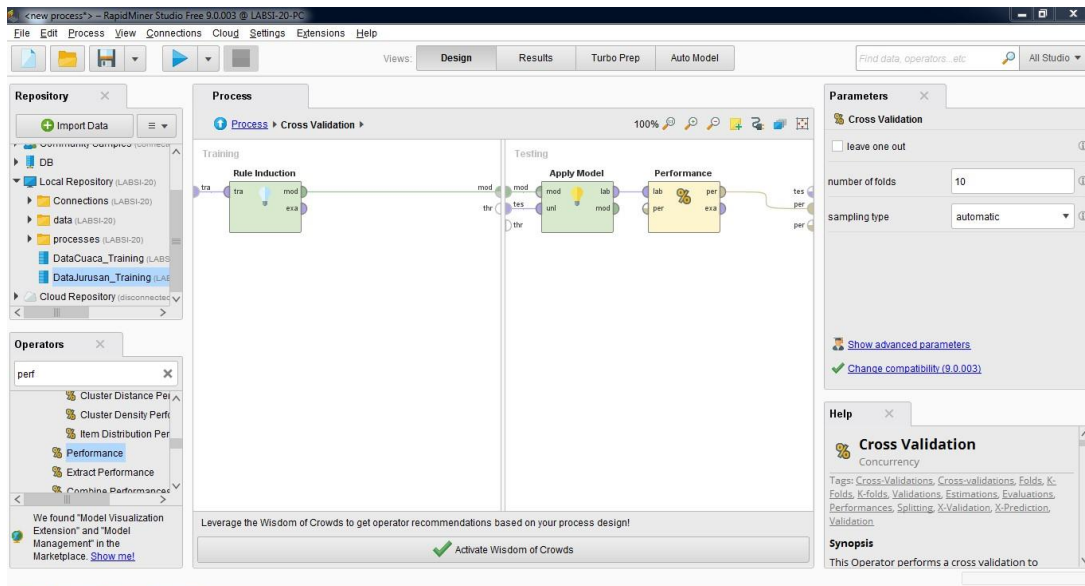 <new process*> – RapidMiner Studio Free 9.0.003 @ LABSI-20-PC
File Edit Process View Connections Cloud Settings Extensions Help
Views: Design Results Turbo Prep Auto Model
Find data, operators...etc
All Studio
Repository
Import Data
Community Samples (connect
DB
Local Repository (LABSI-20)
Connections (LABSI-20)
data (LABSI-20)
processes (LABSI-20)
DataCuaca_Training (LABS
DataJurusan_Training (LAE
Cloud Repository (disconnected
Operators
perf
Cluster Distance Per
Cluster Density Perfo
Item Distribution Per
Performance
Extract Performance
Combine Performances
We found "Model Visualization
Extension" and "Model
Management" in the
Marketplace. Show me!
Process
Process Cross Validation
100%
Training
Rule Induction
tra tra mod mod
exa thr
Testing
Apply Model
mod mod lab
tes unl mod
thr
Performance
lab per tes
per exa per
per
Leverage the Wisdom of Crowds to get operator recommendations based on your process design!
Activate Wisdom of Crowds
Parameters
Cross Validation
leave one out
number of folds 10
sampling type automatic
Show advanced parameters
Change compatibility (9.0.003)
Help
Cross Validation
Concurrency
Tags: Cross-Validations, Cross-validations, Folds, K-
Folds, K-folds, Validations, Estimations, Evaluations,
Performances, Splitting, X-Validation, X-Prediction,
Validation
Synopsis
This Operator performs a cross validation to